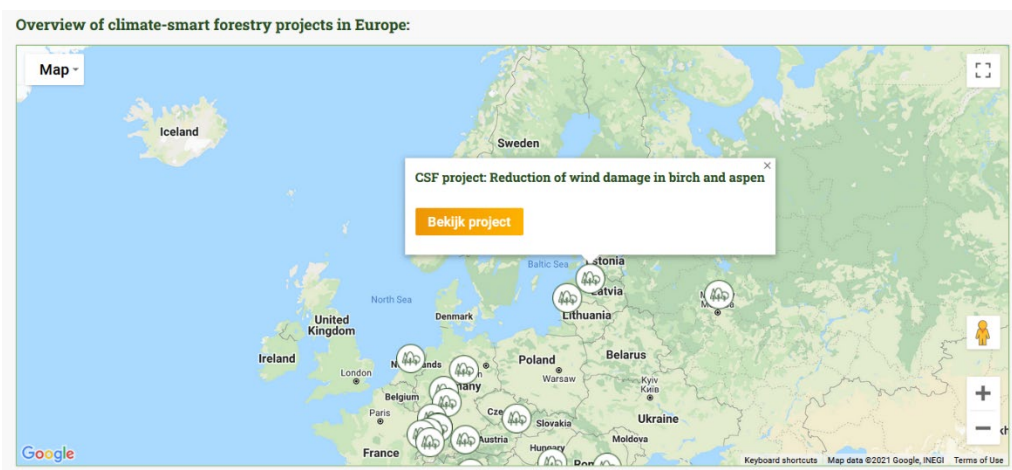 Overview of climate-smart forestry projects in Europe:
Map
Iceland
Sweden
CSF project: Reduction of wind damage in birch and aspen
Bekijk project
Baltic Sea
North Sea
United
Kingdom
Denmark
Lithuania
Ireland
London
Poland
Belarus
Warsaw
Kyiv
Київ
Belgium
Paris
Slovakia
Ukraine
Austria
Moldova
France
Hungary
Google
Keyboard shortcuts Map data ©2021 Google, INEGI Terms of Use